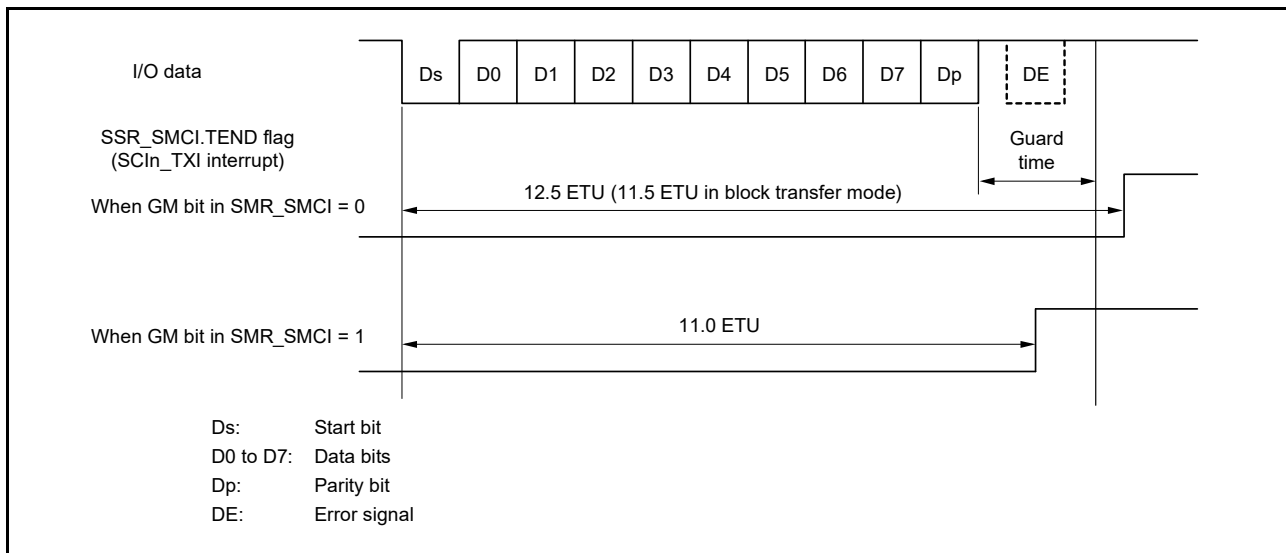 I/O data
Ds D0 D1 D2 D3 D4 D5 D6 D7 Dp DE
SSR_SMCI.TEND flag
(SCIn_TXI interrupt)
Guard
time
When GM bit in SMR_SMCI = 0
12.5 ETU (11.5 ETU in block transfer mode)
When GM bit in SMR_SMCI = 1
11.0 ETU
Ds: Start bit
D0 to D7: Data bits
Dp: Parity bit
DE: Error signal